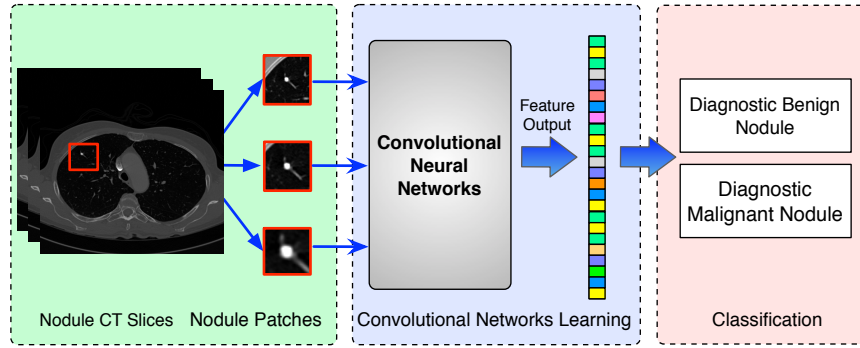 Convolutional
Neural
Networks
Feature
Output
Diagnostic Benign
Nodule
Diagnostic
Malignant Nodule
Nodule CT Slices
Nodule Patches
Convolutional Networks Learning
Classification